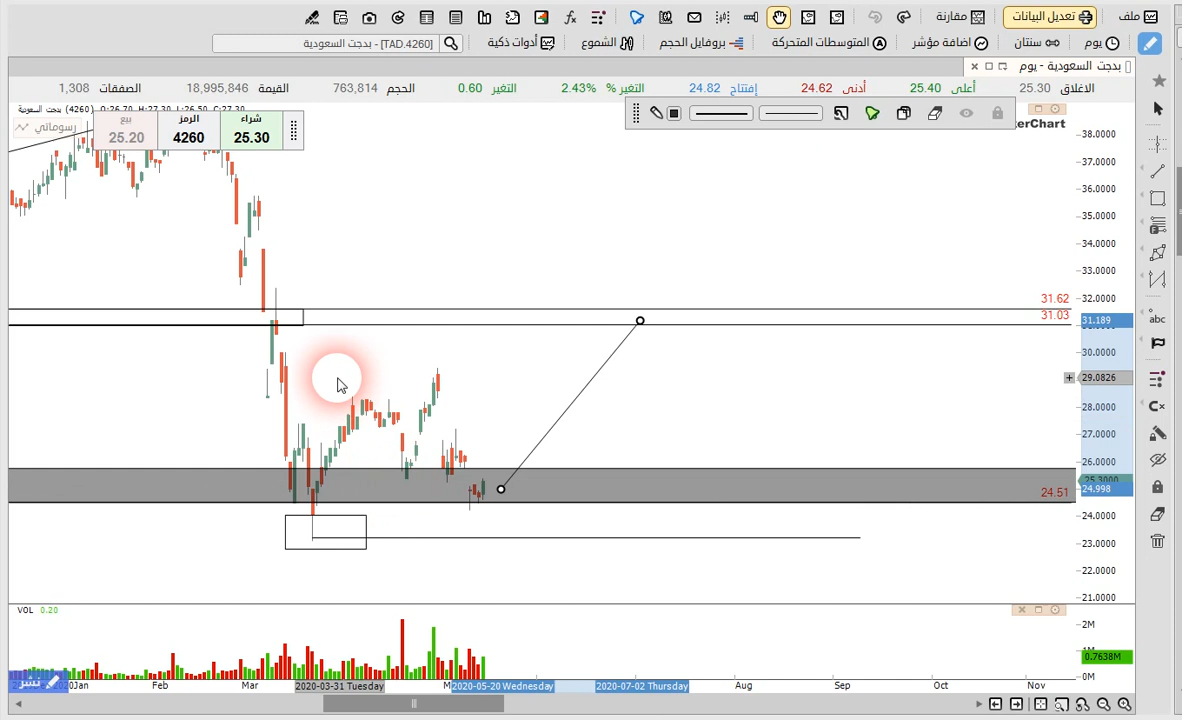 ملف تعديل البيانات مقارنة
يوم سنتان اضافة مؤشر المتوسطات المتحركة بروفايل الحجم الشموع أدوات ذكية بدجت السعودية - [TAD.4260]
بدجت السعودية - يوم
الاغلاق 25.30 أعلى 25.40 أدنى 24.62 إفتتاح 24.82 التغير % 2.43% التغير 0.60 الحجم 763,814 القيمة 18,995,846 الصفقات 1,308
بدجت السعودية (4260) O:26.70 H:27.30 L:26.50 C:27.30
رسوماتي
بيع الرمز شراء
25.20 4260 25.30
kerChart
38.0000
37.0000
36.0000
35.0000
34.0000
33.0000
31.62 32.0000
31.03
31.189
30.0000
29.0826
28.0000
27.0000
26.0000
25.3000
24.998
24.51
24.0000
23.0000
22.0000
21.0000
VOL 0.20
2M
0.7638M
0M
Jan Feb Mar 2020-03-31 Tuesday 2020-05-20 Wednesday 2020-07-02 Thursday Aug Sep Oct Nov
abc